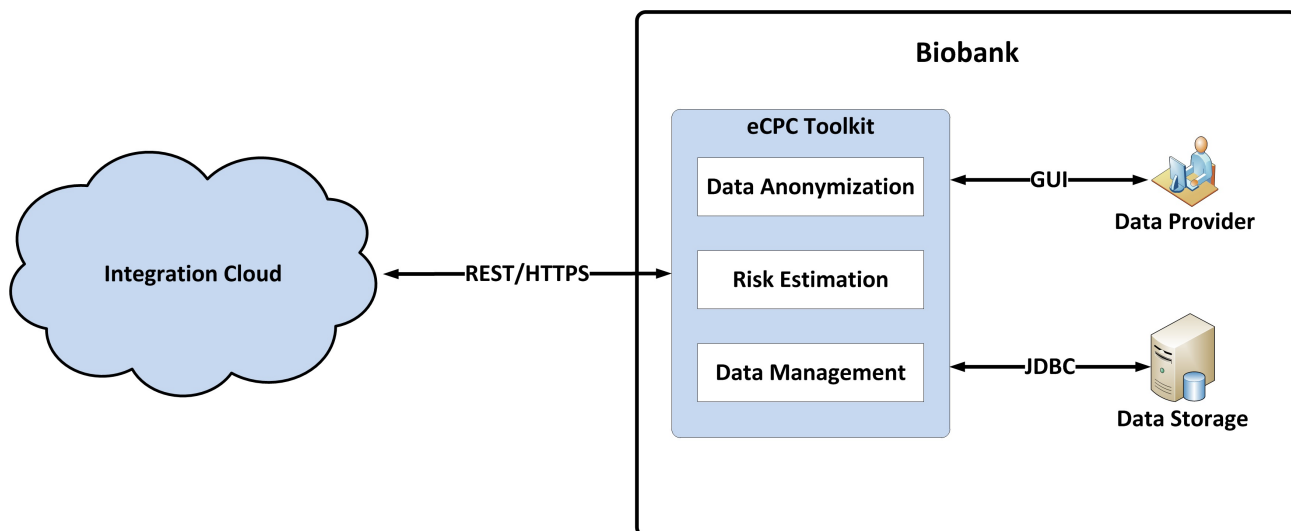 Biobank
eCPC Toolkit
Data Anonymization
GUI
Data Provider
Integration Cloud
REST/HTTPS
Risk Estimation
Data Management
JDBC
Data Storage